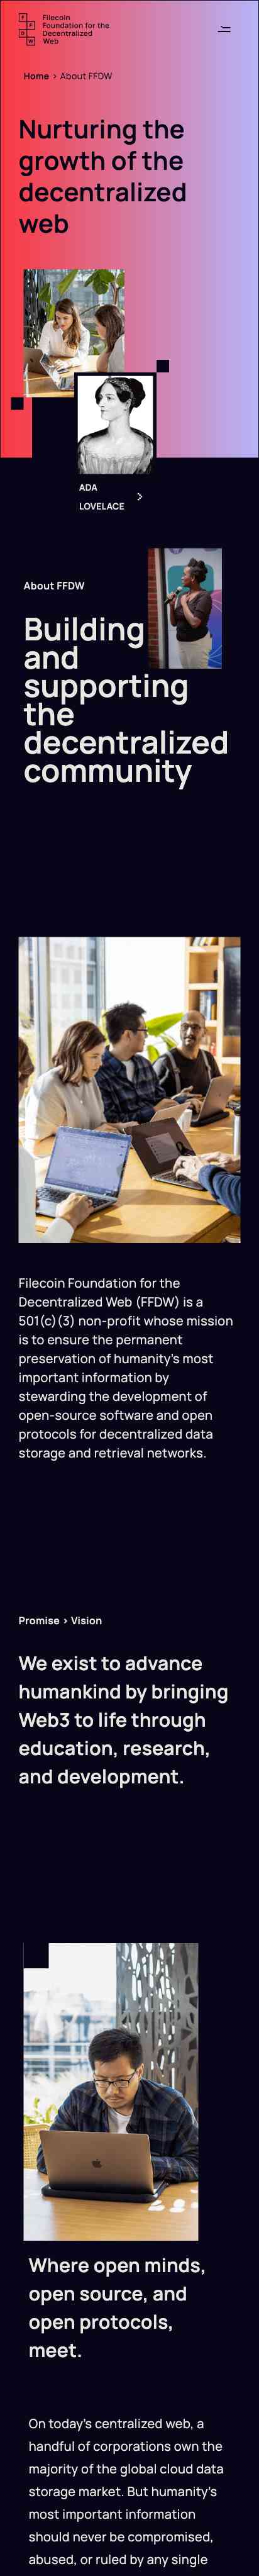 Filecoin
Foundation for the
Decentralized
Web
Home > About FFDW
Nurturing the
growth of the
decentralized
web
ADA
LOVELACE
About FFDW
Building
and
supporting
the
decentralized
community
Filecoin Foundation for the
Decentralized Web (FFDW) is a
501(c)(3) non-profit whose mission
is to ensure the permanent
preservation of humanity's most
important information by
stewarding the development of
open-source software and open
protocols for decentralized data
storage and retrieval networks.
Promise > Vision
We exist to advance
humankind by bringing
Web3 to life through
education, research,
and development.
Where open minds,
open source, and
open protocols,
meet.
On today's centralized web, a
handful of corporations own the
majority of the global cloud data
storage market. But humanity's
most important information
should never be compromised,
abused, or ruled by any single